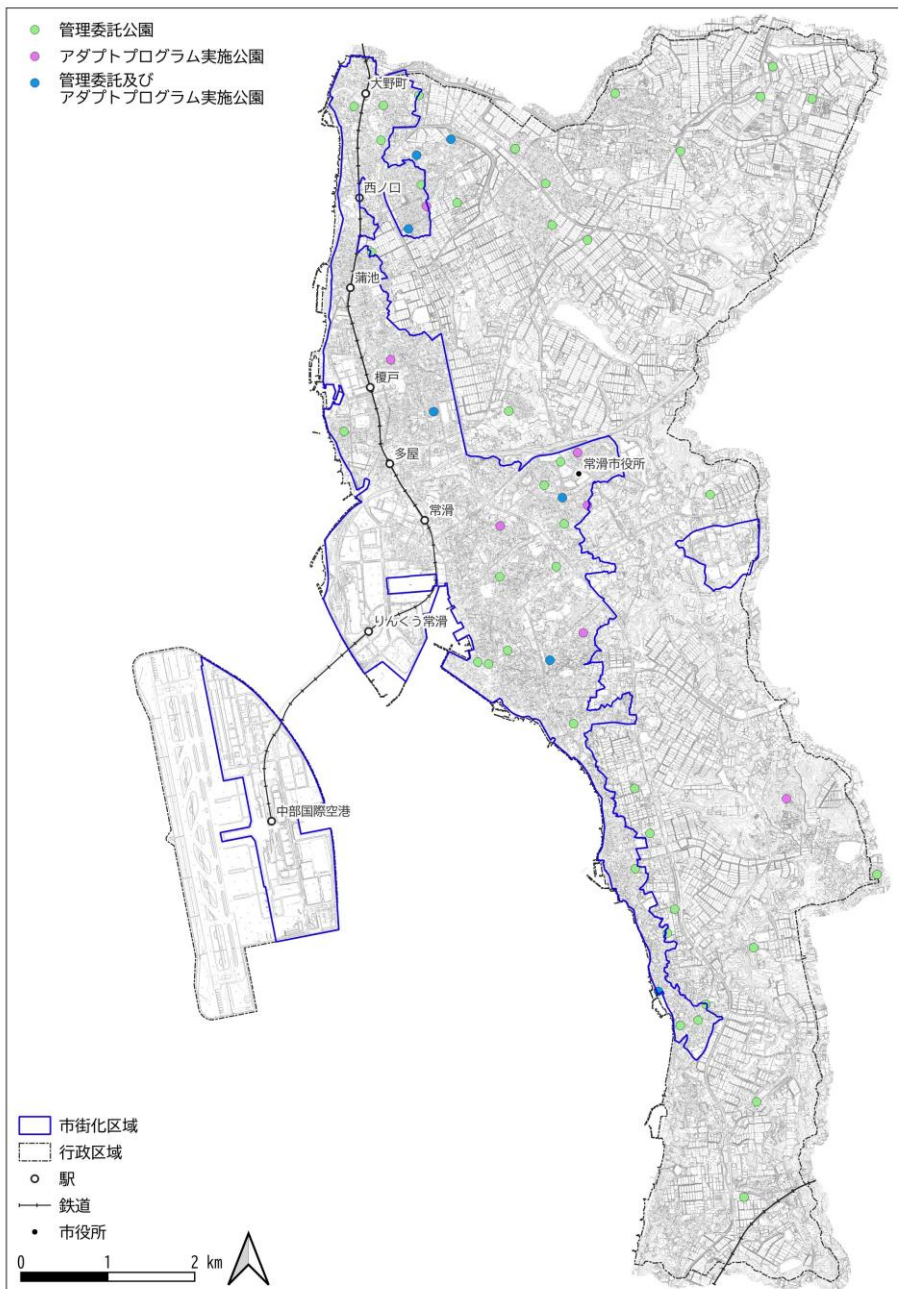 管理委託公園
アダプトプログラム実施公園
管理委託及び
アダプトプログラム実施公園
大野町
西ノ口
蒲池
榎戸
多屋
常滑市役所
常滑
りんくう常滑
中部国際空港
市街化区域
行政区域
駅
鉄道
市役所
0 1 2 km